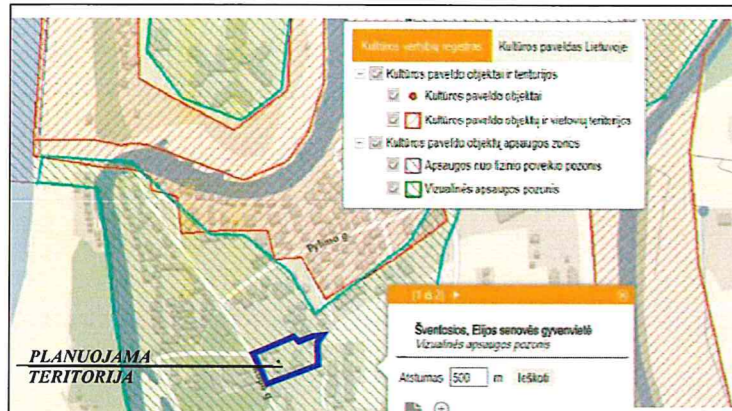 Kultūros vertybių registras Kultūros paveldas Lietuvoje
Kultūros paveldo objektai ir teritorijos
Kultūros paveldo objektai
Kultūros paveldo objektų ir vietovių teritorijos
Kultūros paveldo objektų apsaugos zonos
Apsaugos nuo fizinio poveikio pozonis
Vizualinės apsaugos pozonis
Pylimo g.
(1 iš 2)
Šventosios, Elijos senovės gyvenvietė
Vizualinės apsaugos pozonis
Atstumas 500 m Ieškoti
PLANUOJAMA
TERITORIJA